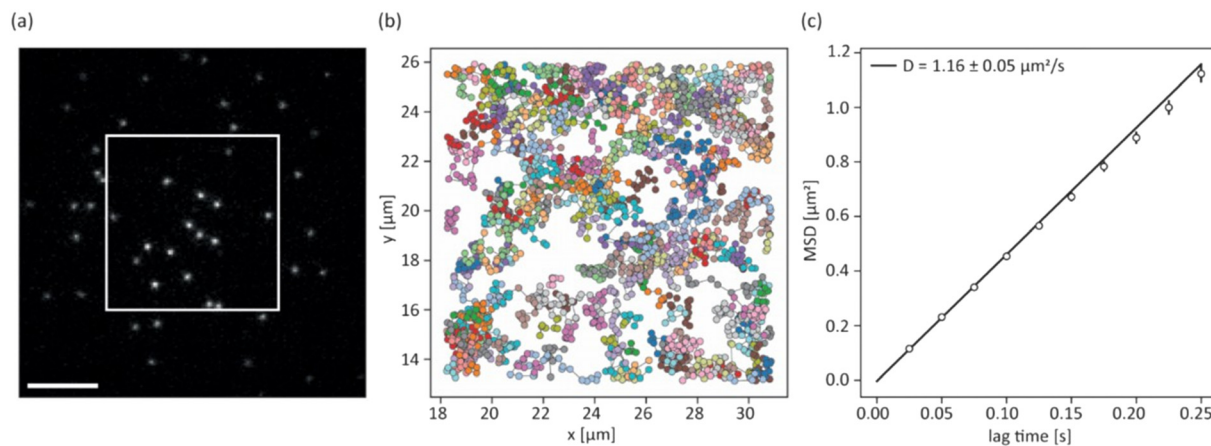 (a)
(b)
(c)
26
24
22
20
18
16
14
y [µm]
18 20 22 24 26 28 30
x [µm]
1.2
1.0
0.8
0.6
0.4
0.2
0.0
MSD [µm²]
D = 1.16 ± 0.05 µm²/s
0.00 0.05 0.10 0.15 0.20 0.25
lag time [s]